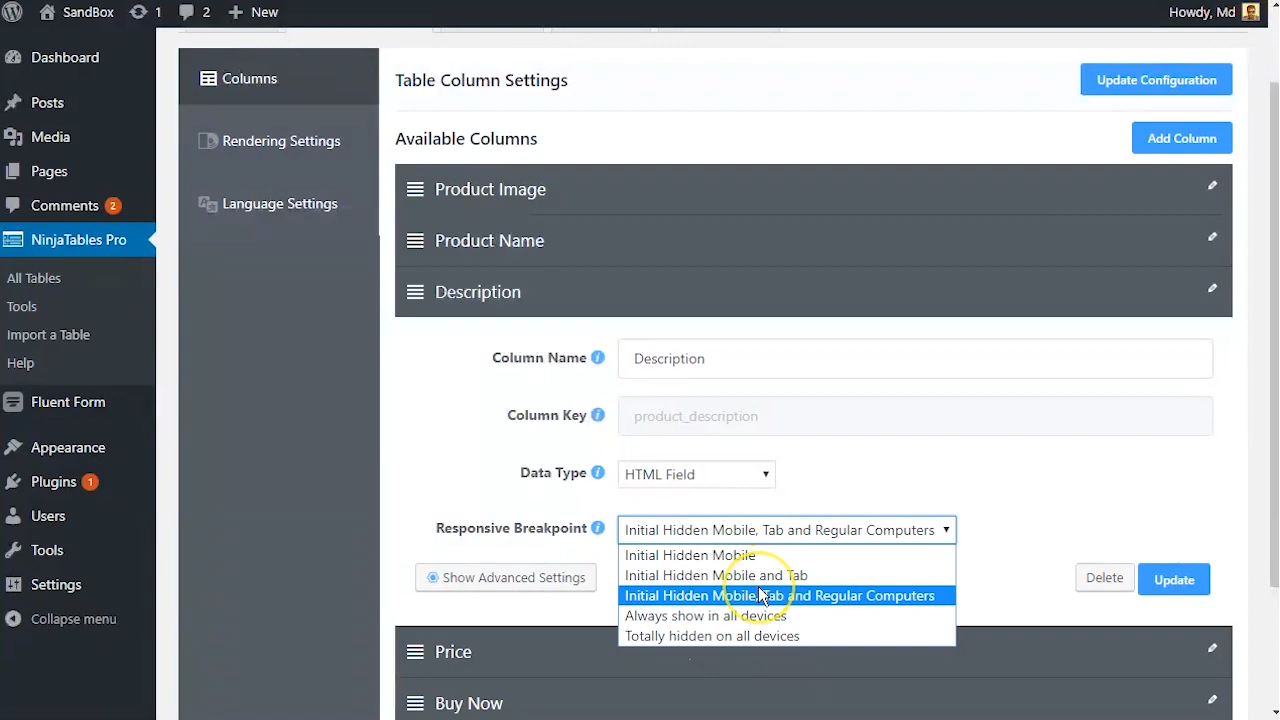 SandBox 1 2 New Howdy, Md
Dashboard
Posts
Media
Pages
Comments 2
NinjaTables Pro
All Tables
Tools
Import a Table
Help
Fluent Form
Appearance
Plugins 1
Users
Tools
Settings
Collapse menu
Columns
Rendering Settings
Language Settings
Table Column Settings
Update Configuration
Available Columns
Add Column
Product Image
Product Name
Description
Column Name
Description
Column Key
product_description
Data Type
HTML Field
Responsive Breakpoint
Initial Hidden Mobile, Tab and Regular Computers
Initial Hidden Mobile
Initial Hidden Mobile and Tab
Initial Hidden Mobile, Tab and Regular Computers
Always show in all devices
Totally hidden on all devices
Show Advanced Settings
Delete
Update
Price
Buy Now